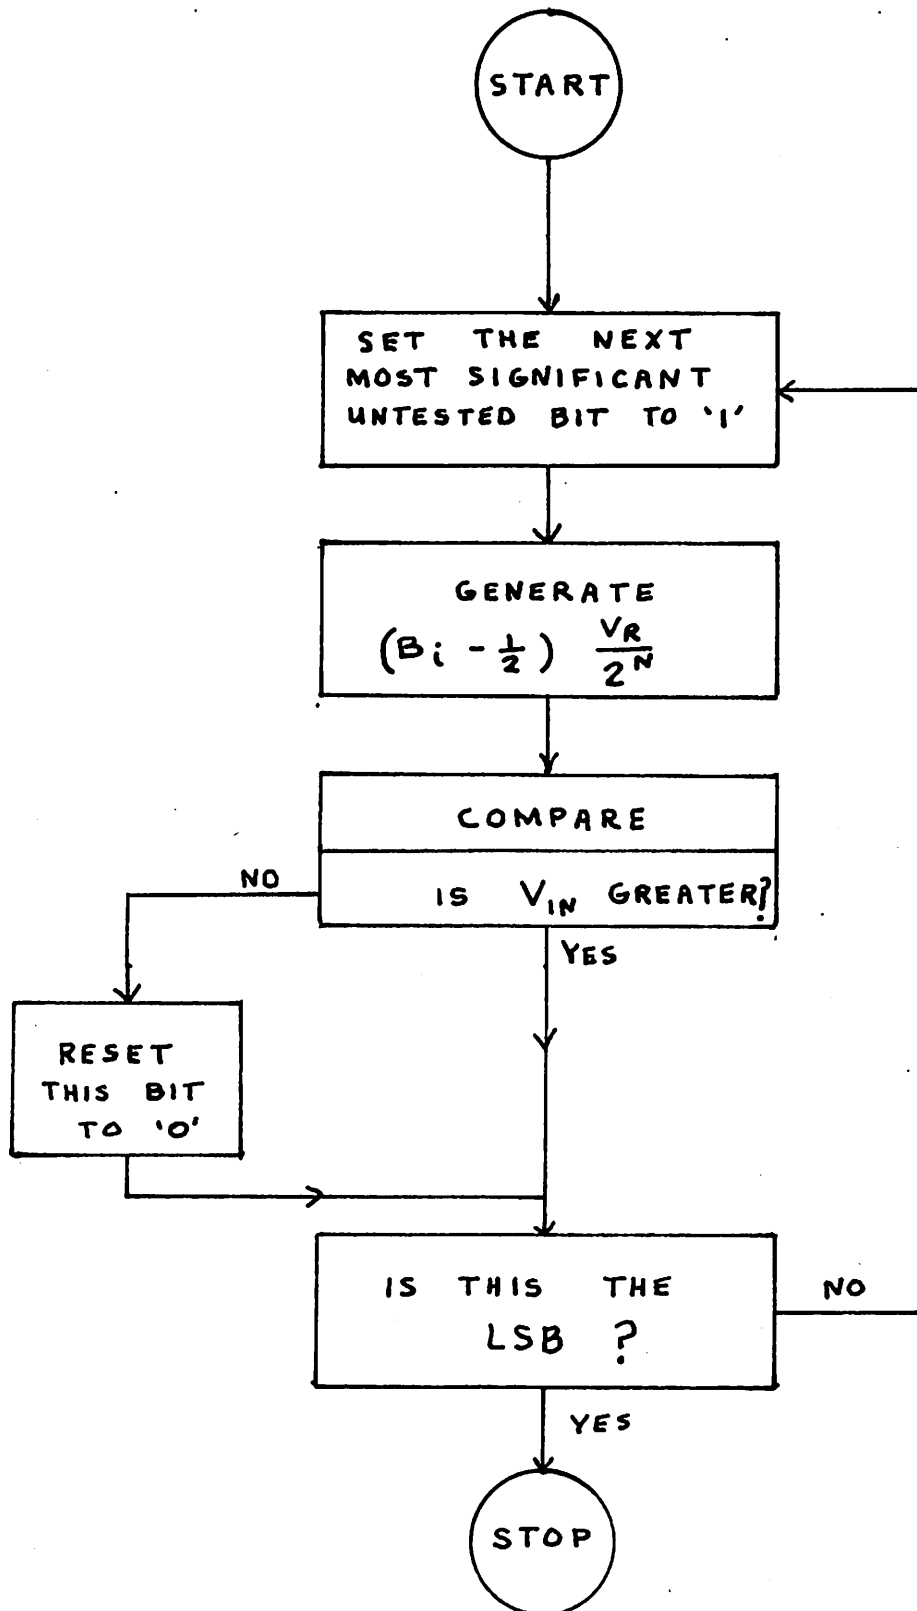 START
SET THE NEXT
MOST SIGNIFICANT
UNTESTED BIT TO '1'
GENERATE
(Bi - 1/2) VR/2^N
COMPARE
NO
IS VIN GREATER?
YES
RESET
THIS BIT
TO '0'
IS THIS THE
LSB ?
NO
YES
STOP